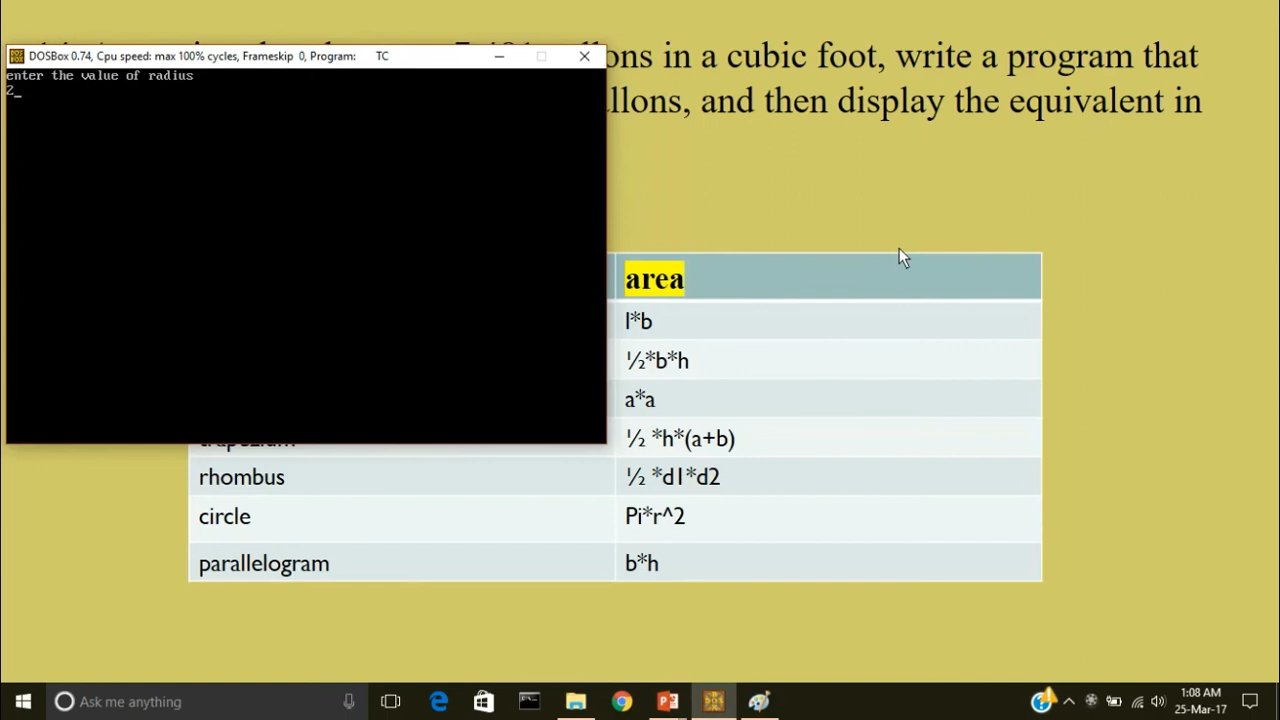 DOSBox 0.74, Cpu speed: max 100% cycles, Frameskip 0, Program: TC
enter the value of radius
2_
in a cubic foot, write a program that
and then display the equivalent in
area
l*b
½*b*h
a*a
½ *h*(a+b)
rhombus
½ *d1*d2
circle
Pi*r^2
parallelogram
b*h
Ask me anything
1:08 AM
25-Mar-17